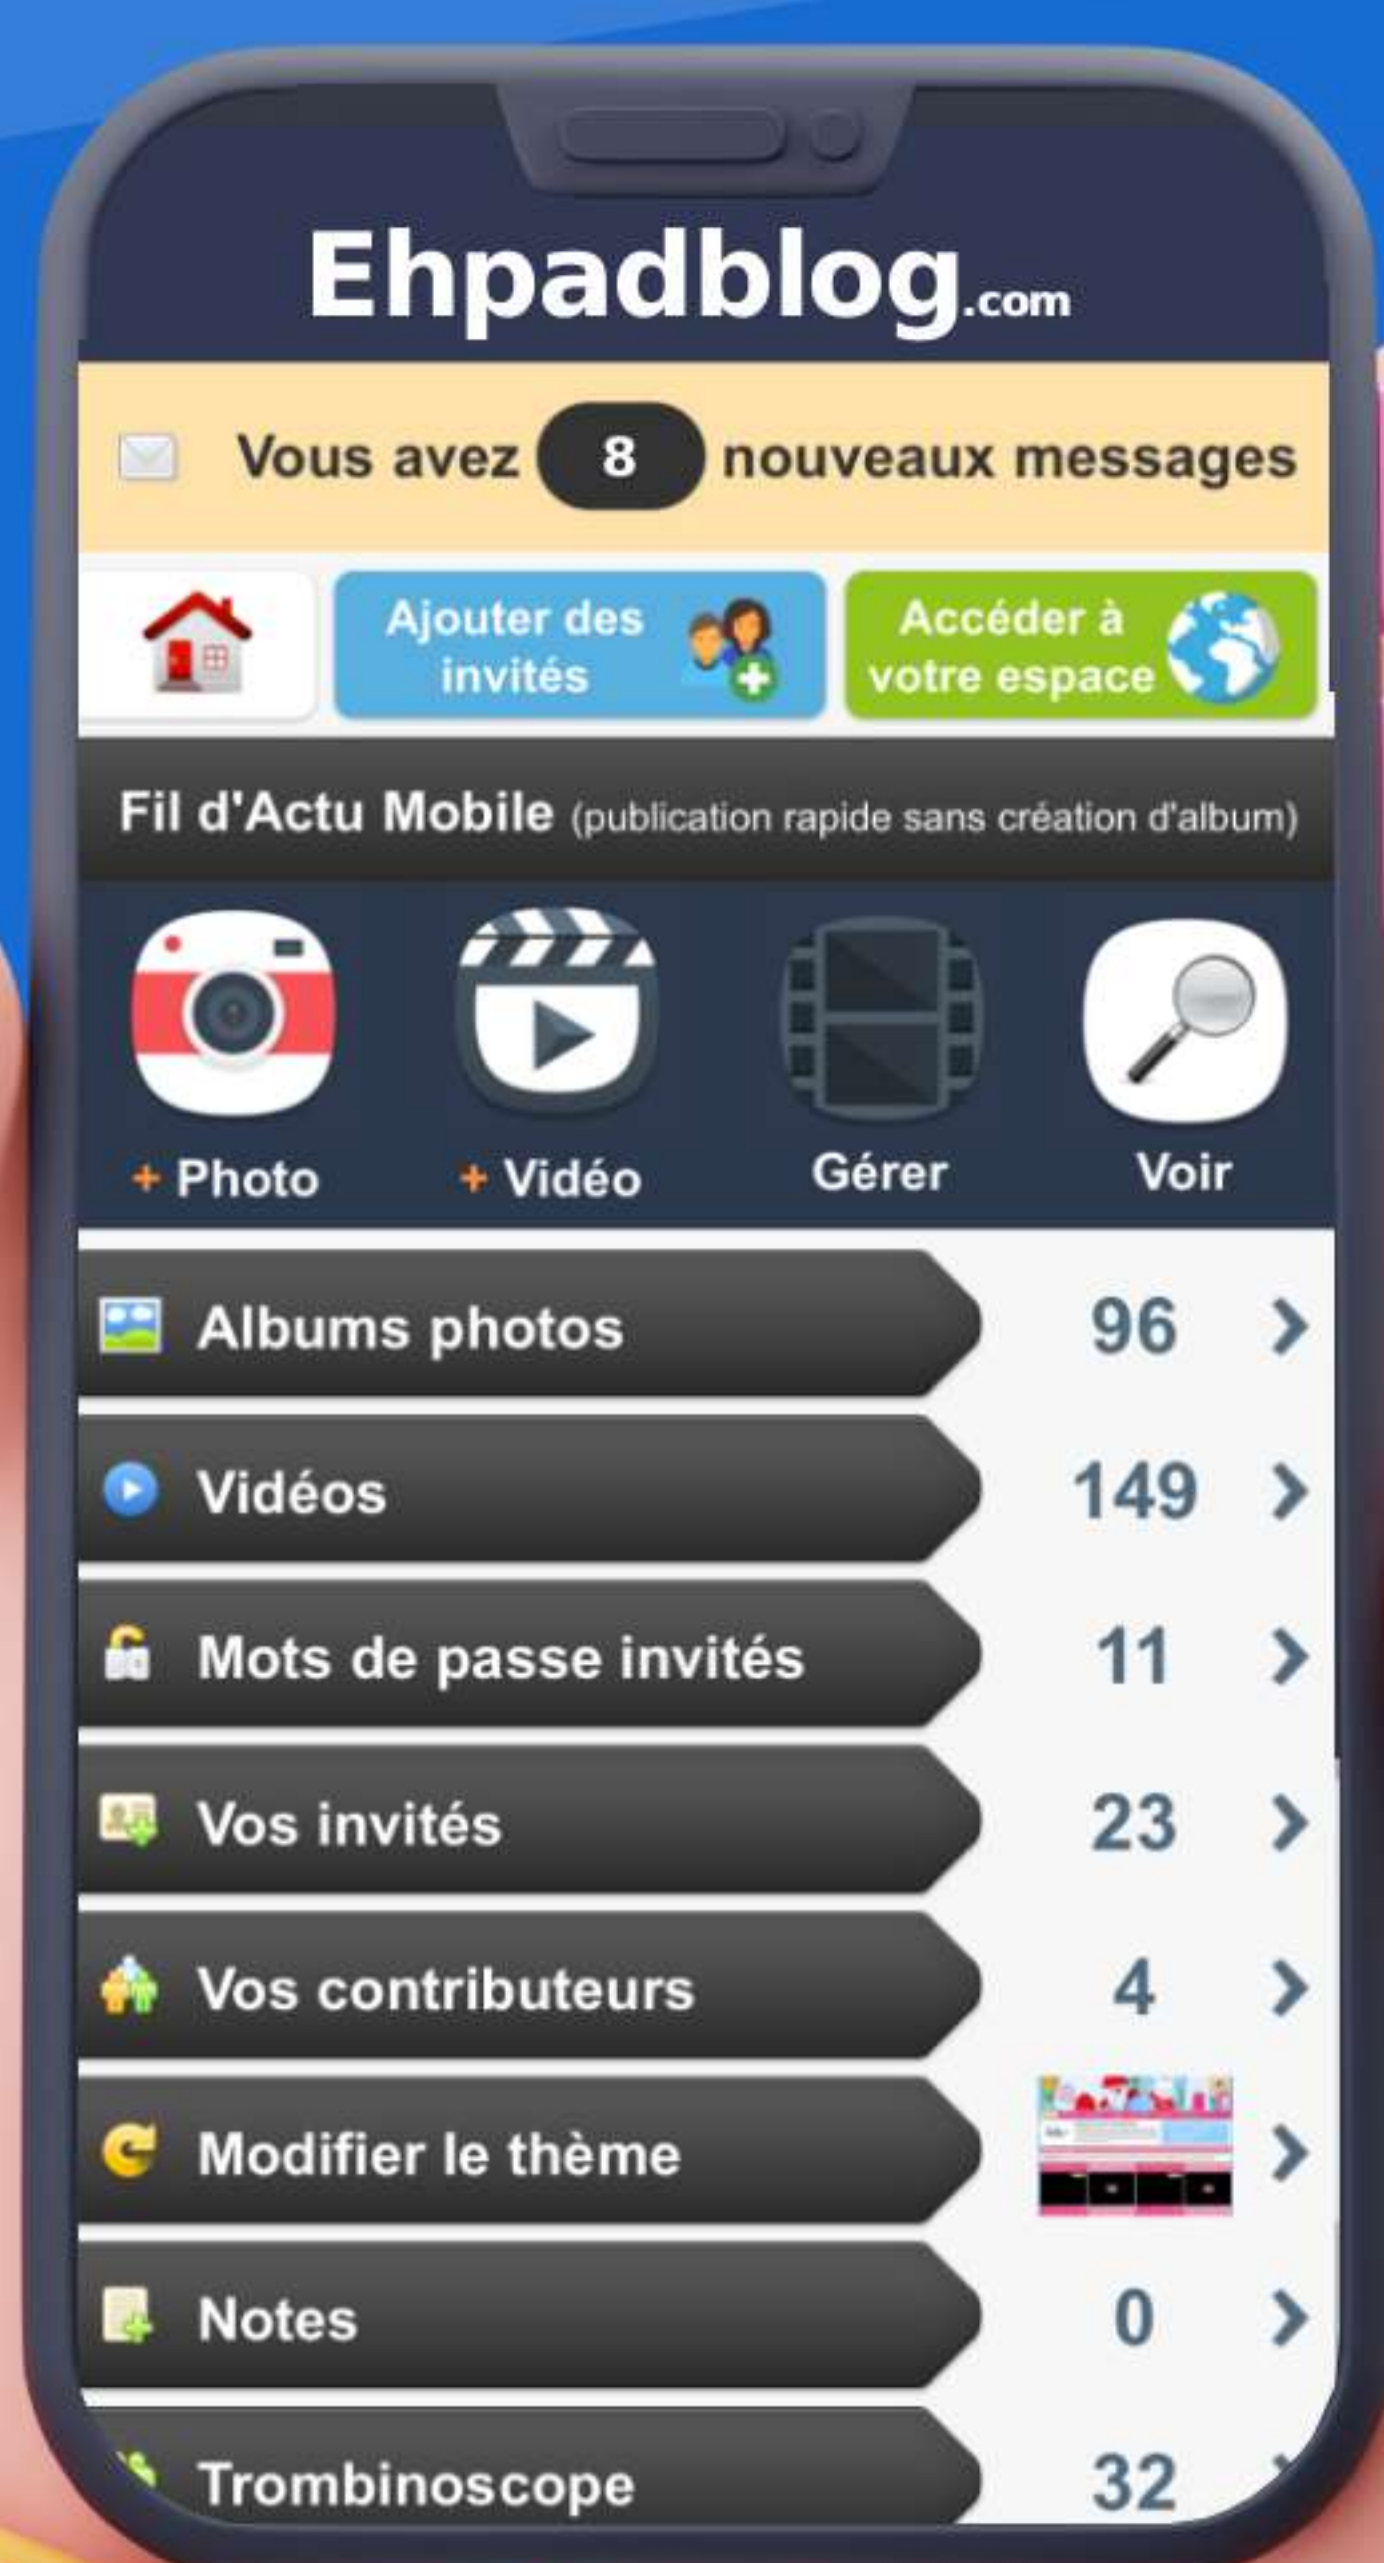 Ehpadblog.com
Vous avez 8 nouveaux messages
Ajouter des
invités
Accéder à
votre espace
Fil d'Actu Mobile (publication rapide sans création d'album)
+ Photo
+ Vidéo
Gérer
Voir
Albums photos 96
Vidéos 149
Mots de passe invités 11
Vos invités 23
Vos contributeurs 4
Modifier le thème
Notes 0
Trombinoscope 32